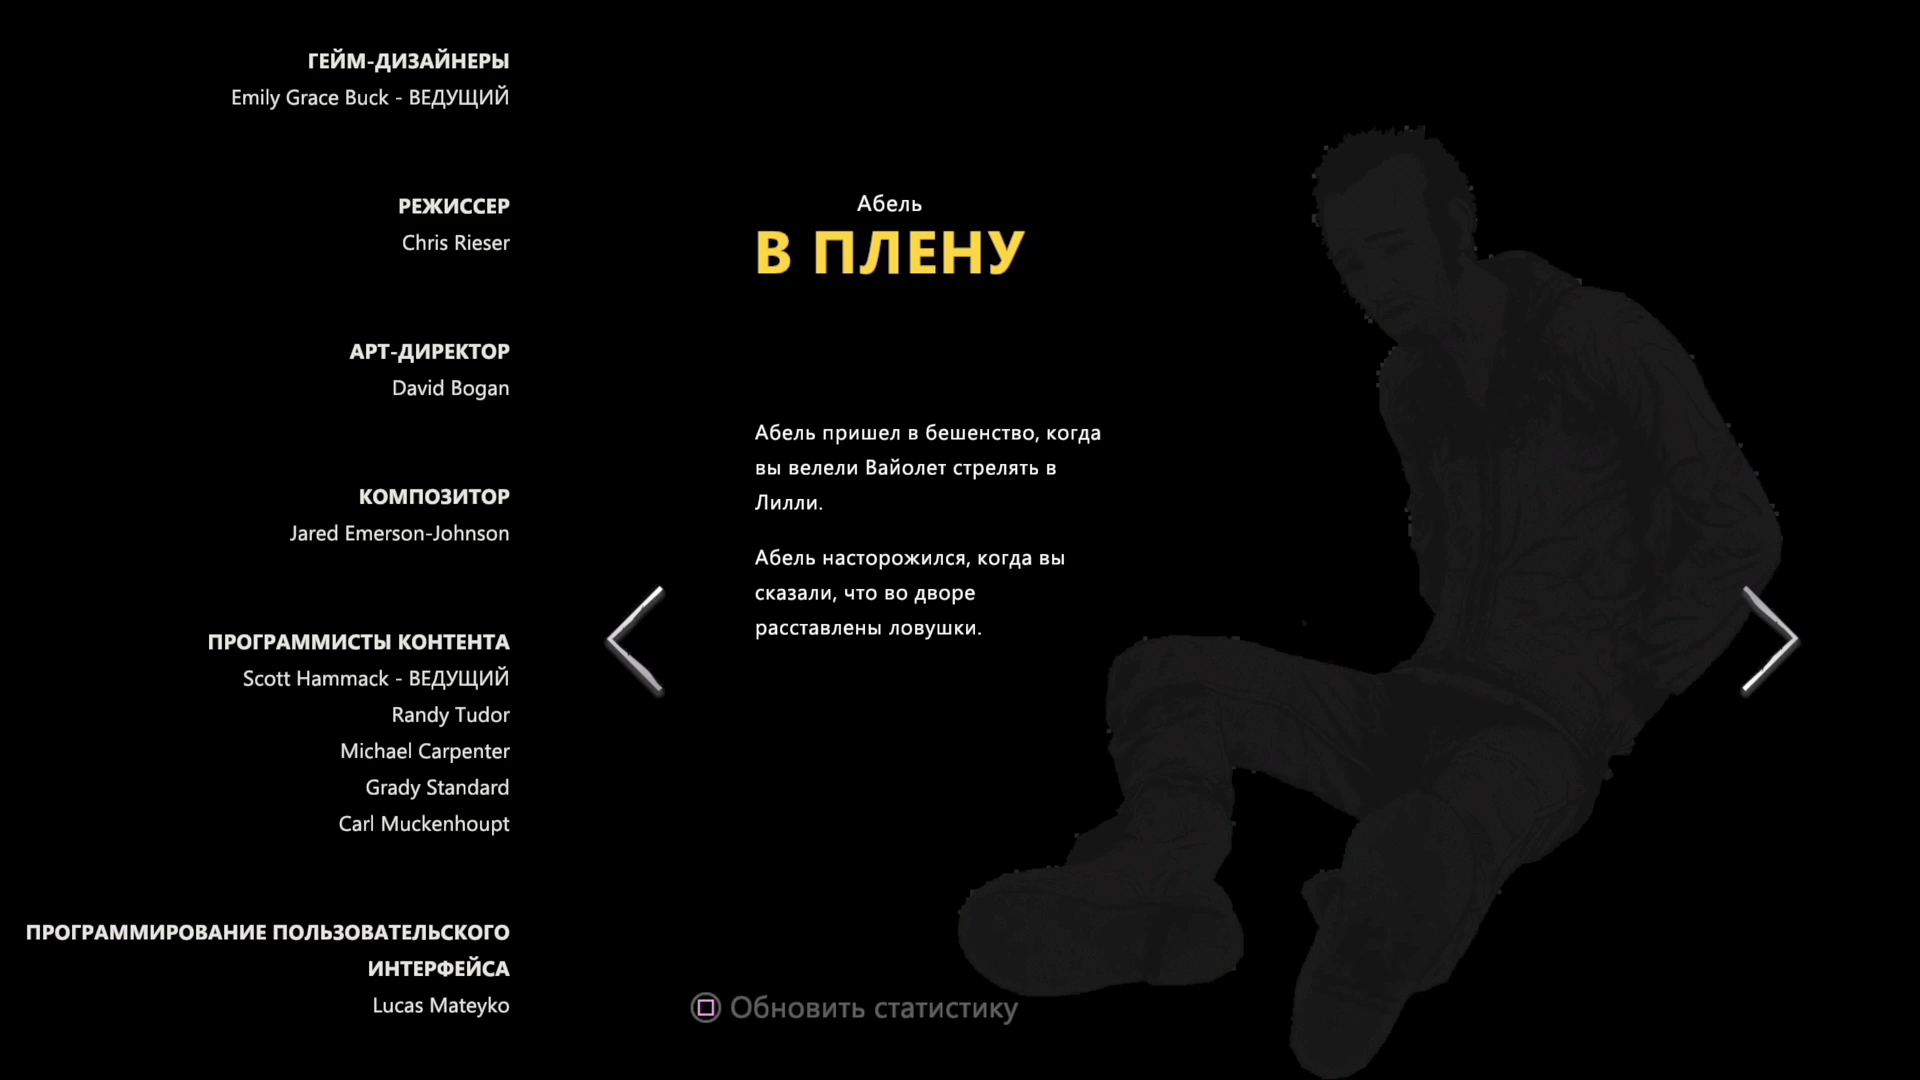 ГЕЙМ-ДИЗАЙНЕРЫ
Emily Grace Buck - ВЕДУЩИЙ
РЕЖИССЕР
Chris Rieser
АРТ-ДИРЕКТОР
David Bogan
КОМПОЗИТОР
Jared Emerson-Johnson
ПРОГРАММИСТЫ КОНТЕНТА
Scott Hammack - ВЕДУЩИЙ
Randy Tudor
Michael Carpenter
Grady Standard
Carl Muckenhoupt
ПРОГРАММИРОВАНИЕ ПОЛЬЗОВАТЕЛЬСКОГО
ИНТЕРФЕЙСА
Lucas Mateyko
Абель
В ПЛЕНУ
Абель пришел в бешенство, когда
вы велели Вайолет стрелять в
Лилли.
Абель насторожился, когда вы
сказали, что во дворе
расставлены ловушки.
Обновить статистику